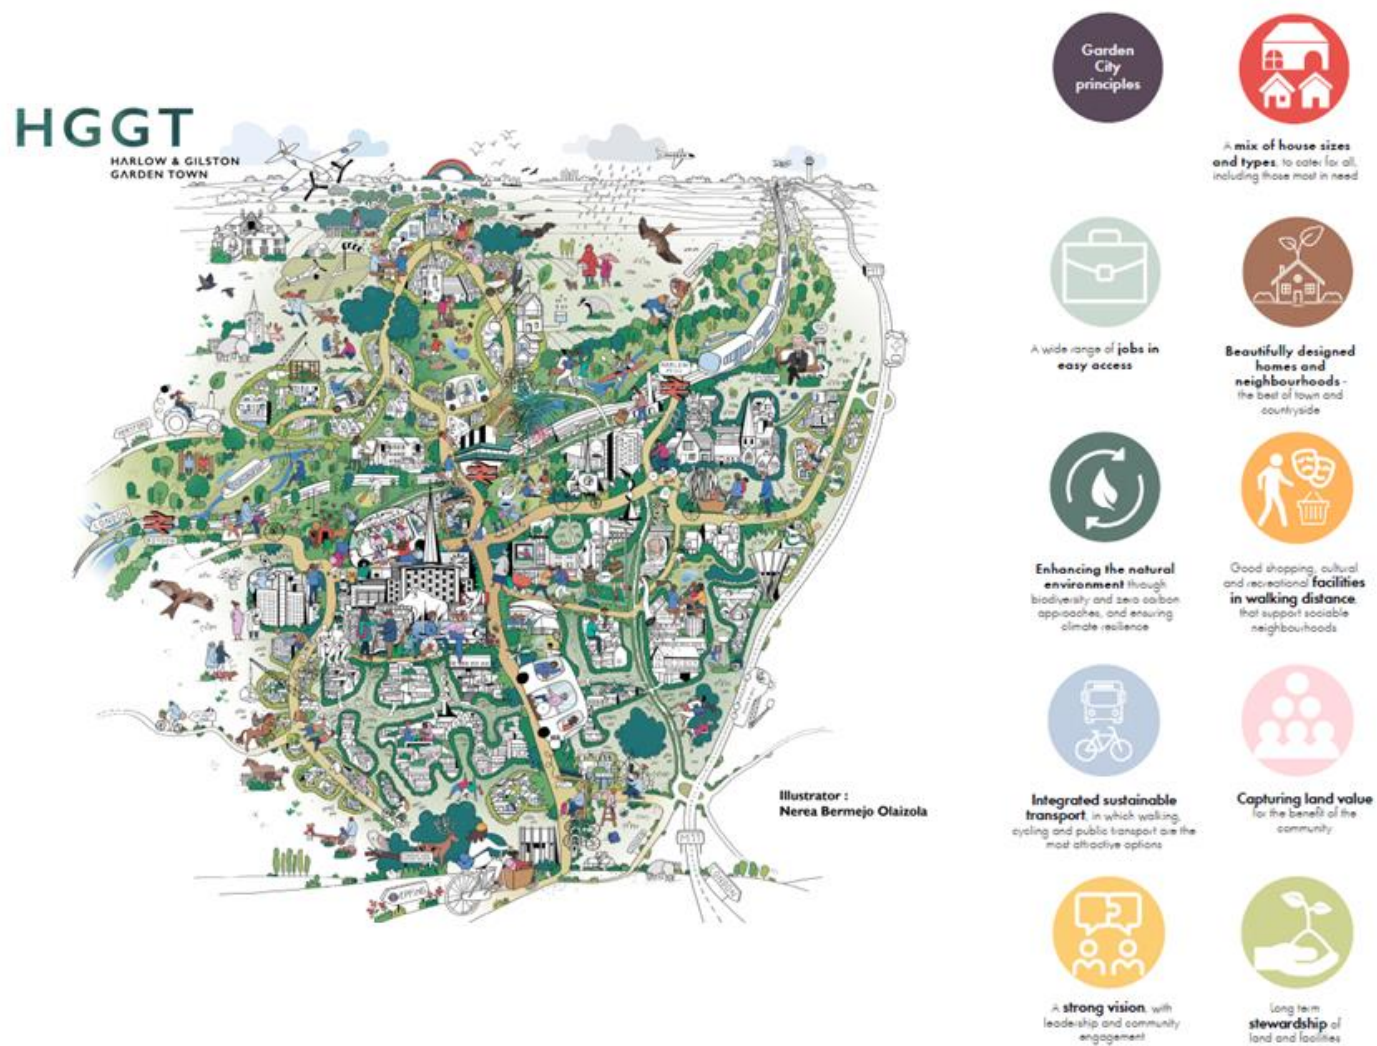 HGGT
HARLOW & GILSTON
GARDEN TOWN
HERTFORD
LONDON
HARLOW
EPPING
LONDON
Illustrator :
Nerea Bermejo Olaizola
Garden
City
principles
A mix of house sizes
and types, to cater for all,
including those most in need
A wide range of jobs in
easy access
Beautifully designed
homes and
neighbourhoods -
the best of town and
countryside
Enhancing the natural
environment through
biodiversity and zero carbon
approaches, and ensuring
climate resilience
Good shopping, cultural
and recreational facilities
in walking distance,
that support sociable
neighbourhoods
Integrated sustainable
transport, in which walking,
cycling and public transport are the
most attractive options
Capturing land value
for the benefit of the
community
A strong vision, with
leadership and community
engagement
Long term
stewardship of
land and facilities